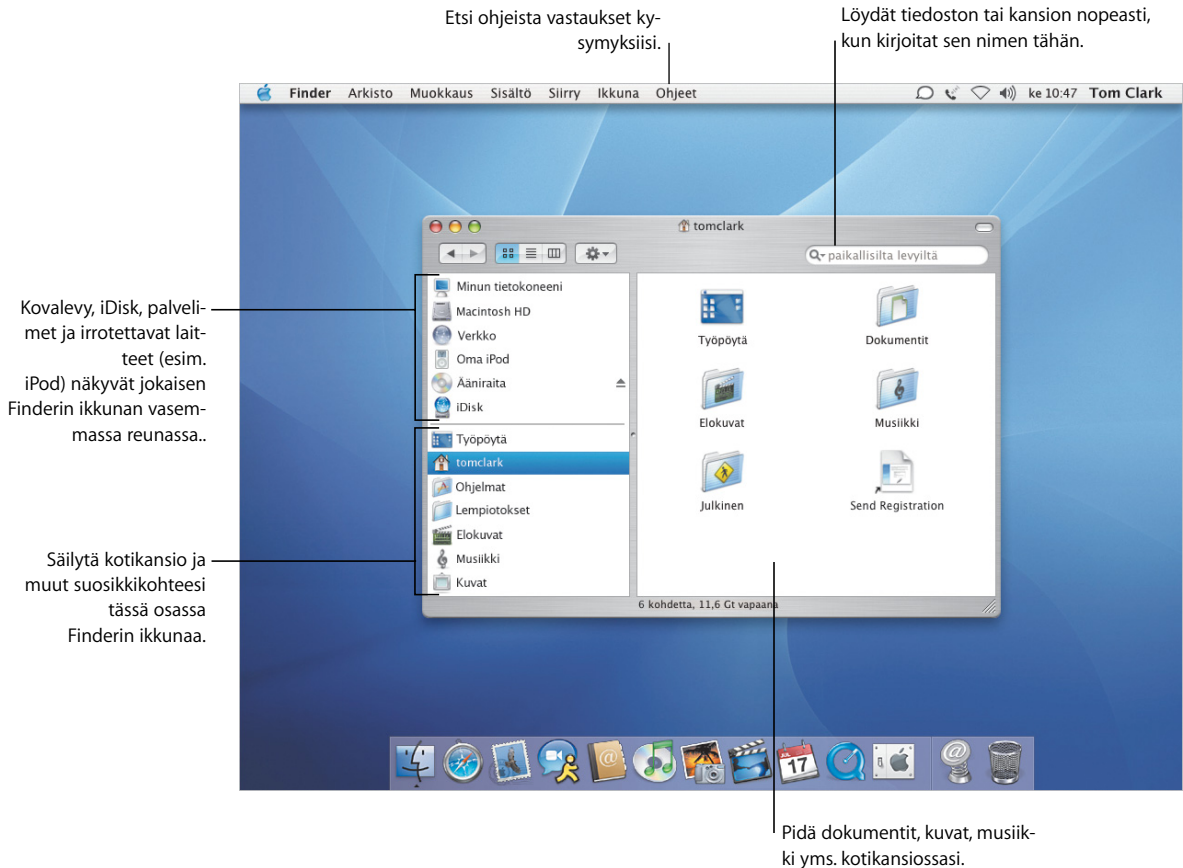 Etsi ohjeista vastaukset ky-
symyksiisi.
Löydät tiedoston tai kansion nopeasti,
kun kirjoitat sen nimen tähän.
Finder Arkisto Muokkaus Sisältö Siirry Ikkuna Ohjeet ke 10:47 Tom Clark
tomclark
paikallisilta levyiltä
Kovalevy, iDisk, palveli-
met ja irrotettavat lait-
teet (esim.
iPod) näkyvät jokaisen
Finderin ikkunan vasem-
massa reunassa..
Minun tietokoneeni
Macintosh HD
Verkko
Oma iPod
Ääniraita
iDisk
Työpöytä
tomclark
Ohjelmat
Lempiotokset
Elokuvat
Musiikki
Kuvat
Työpöytä Dokumentit
Elokuvat Musiikki
Julkinen Send Registration
6 kohdetta, 11,6 Gt vapaana
Säilytä kotikansio ja
muut suosikkikohteesi
tässä osassa
Finderin ikkunaa.
17
Pidä dokumentit, kuvat, musiik-
ki yms. kotikansiossasi.